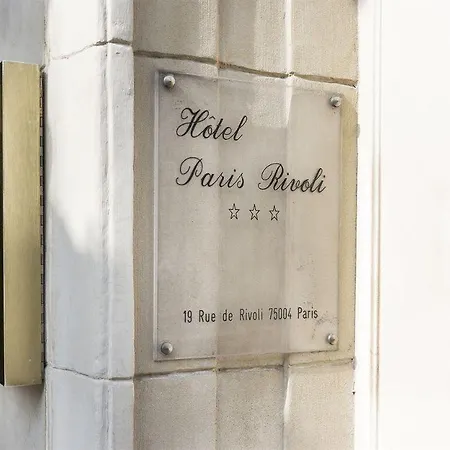 Hôtel
Paris Rivoli
☆ ☆ ☆
19 Rue de Rivoli 75004 Paris